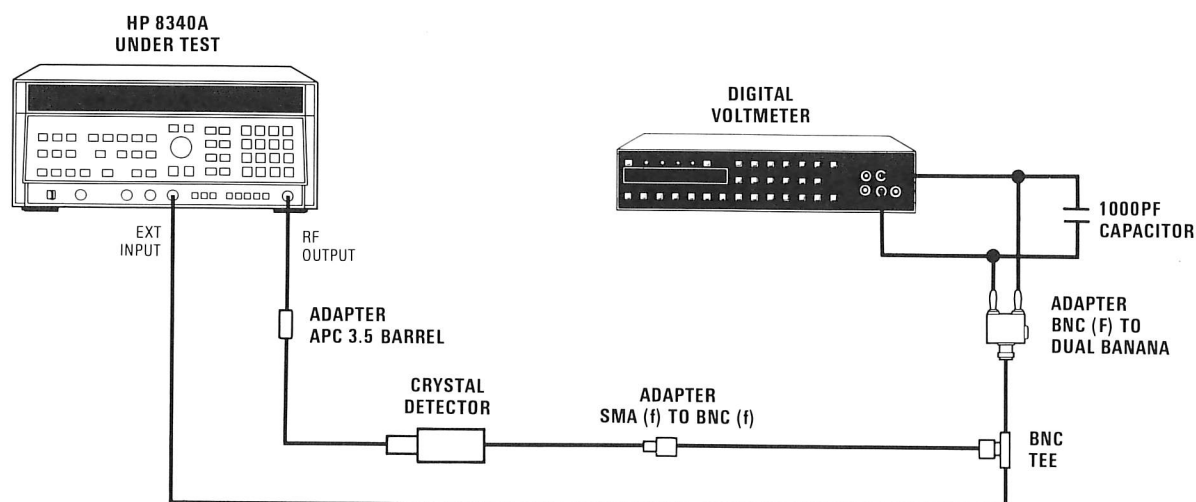 HP 8340A
UNDER TEST
DIGITAL
VOLTMETER
1000PF
CAPACITOR
EXT
INPUT
RF
OUTPUT
ADAPTER
APC 3.5 BARREL
ADAPTER
BNC (F) TO
DUAL BANANA
CRYSTAL
DETECTOR
ADAPTER
SMA (f) TO BNC (f)
BNC
TEE